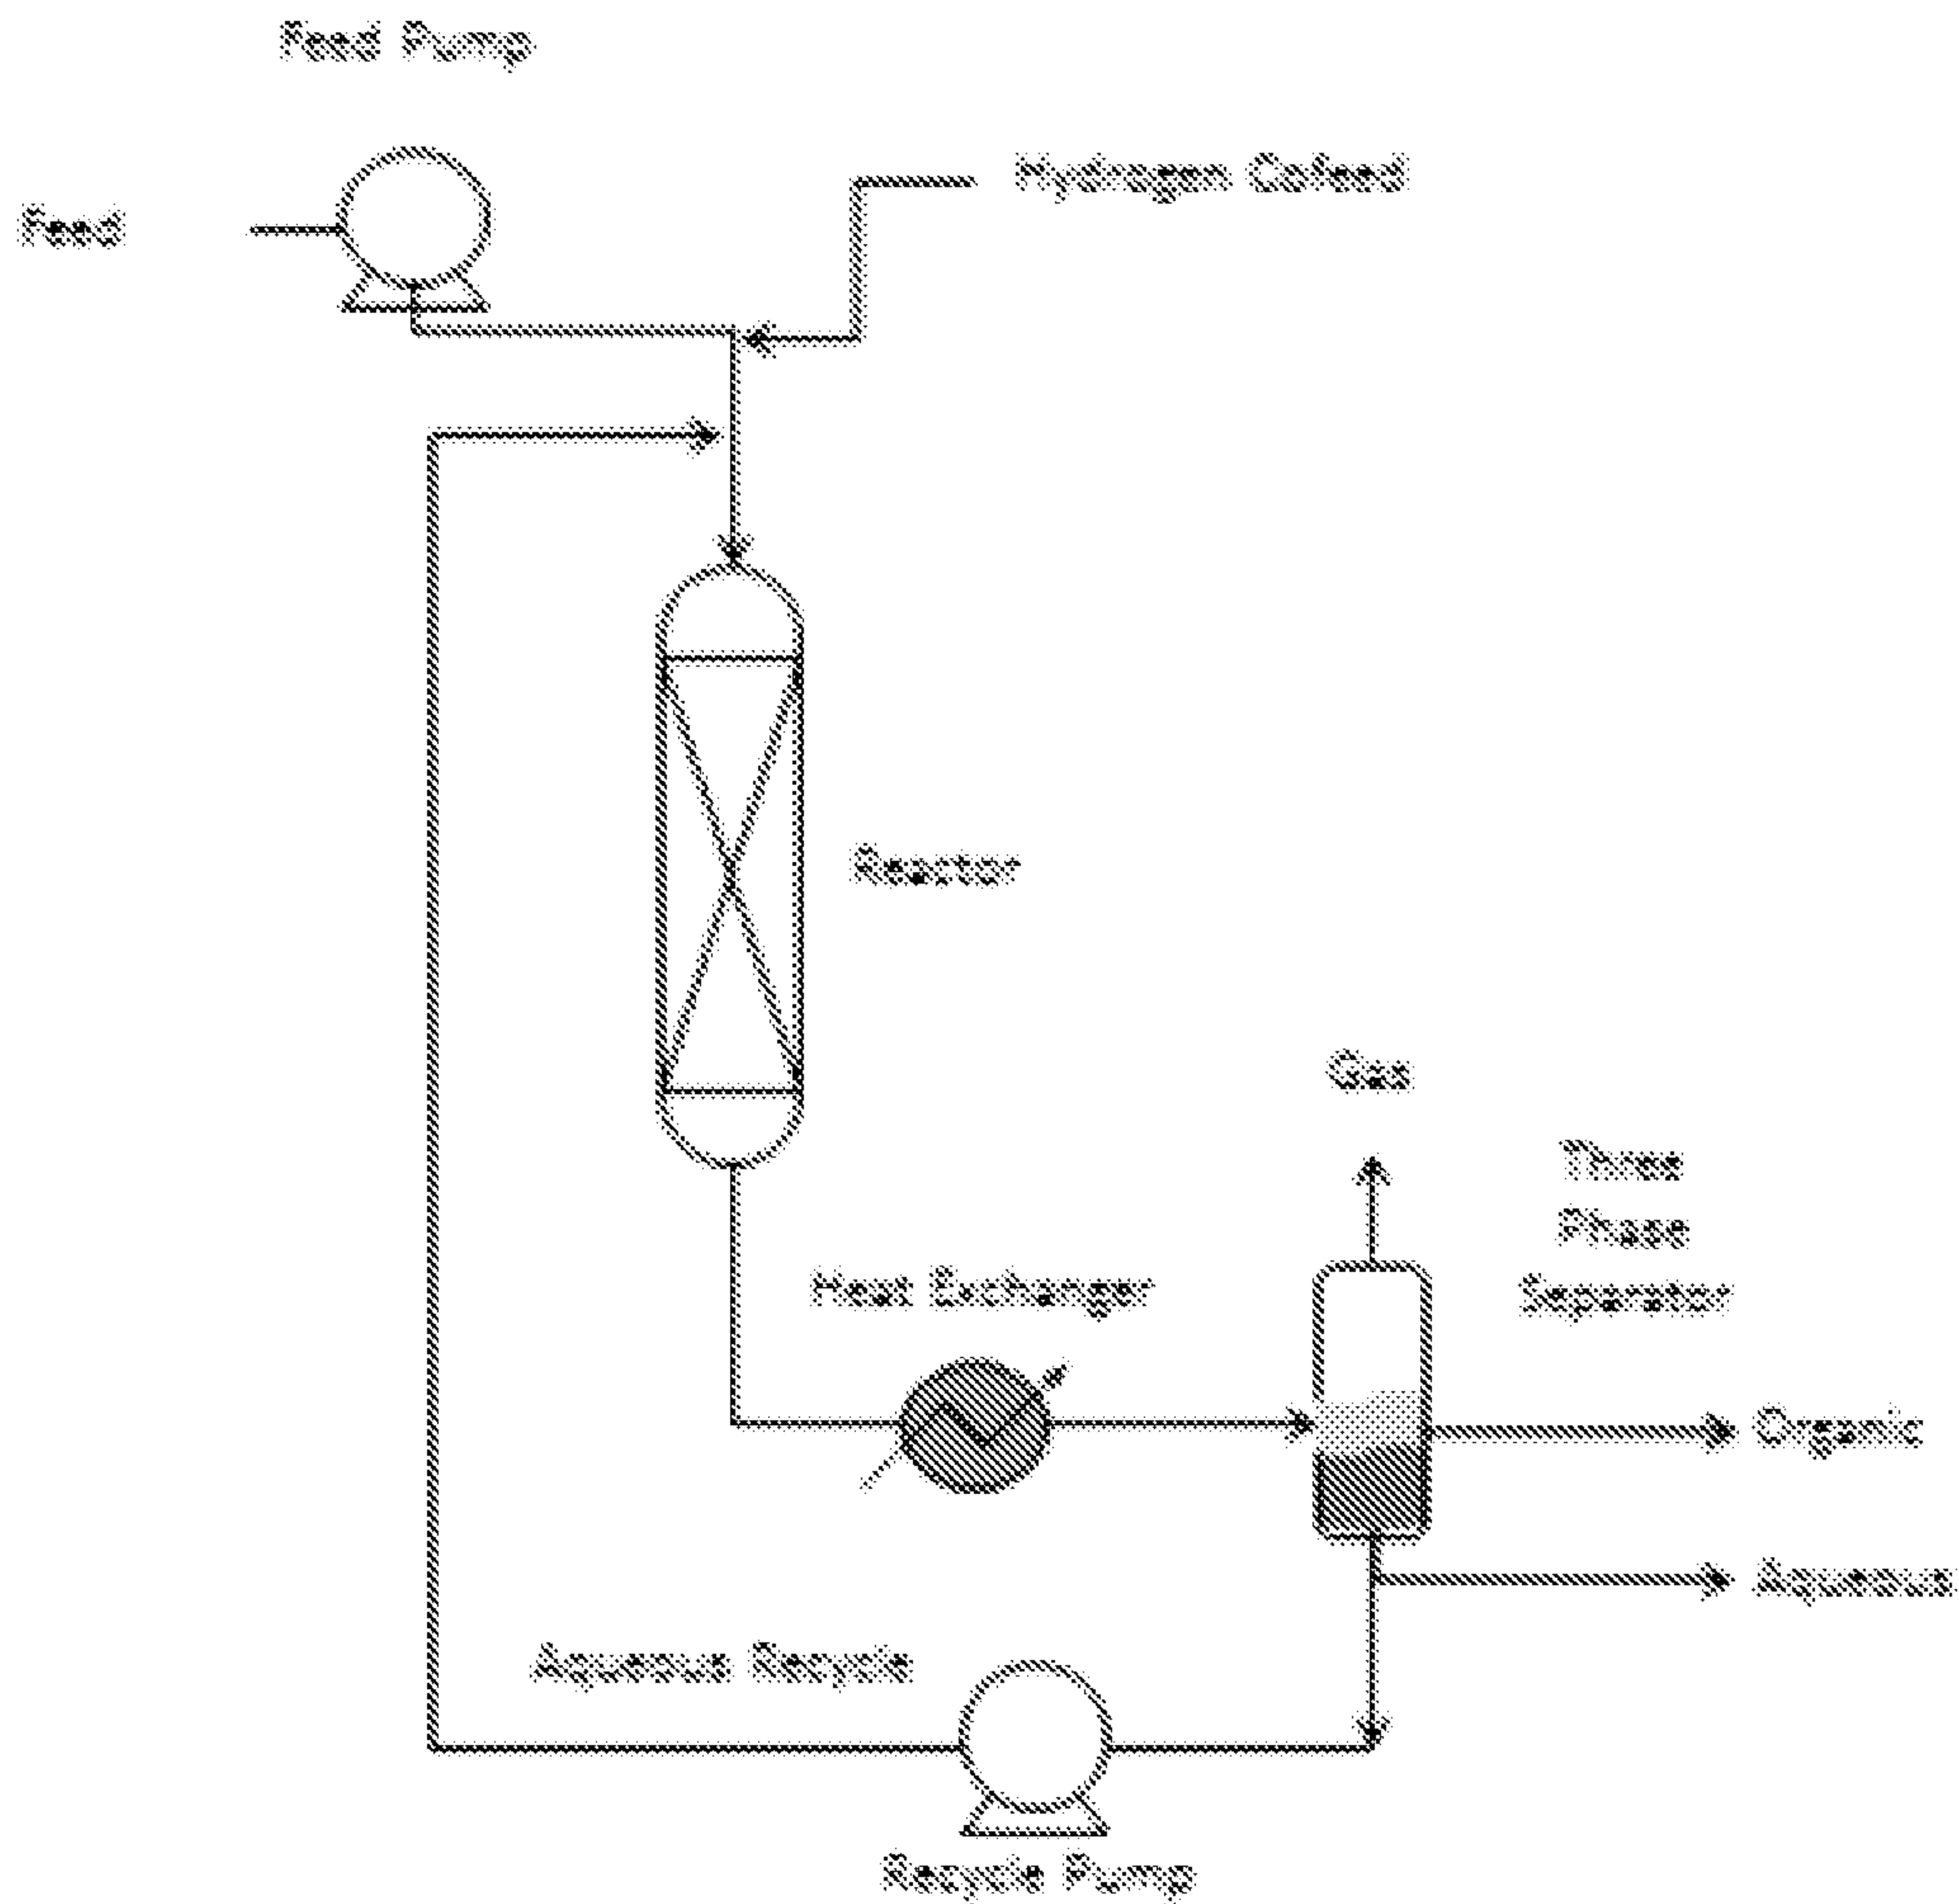 Feed Pump
Hydrogen Cofeed
Feed
Reactor
Gas
Three
Phase
Separator
Heat Exchanger
Organic
Aqueous
Aqueous Recycle
Recycle Pump